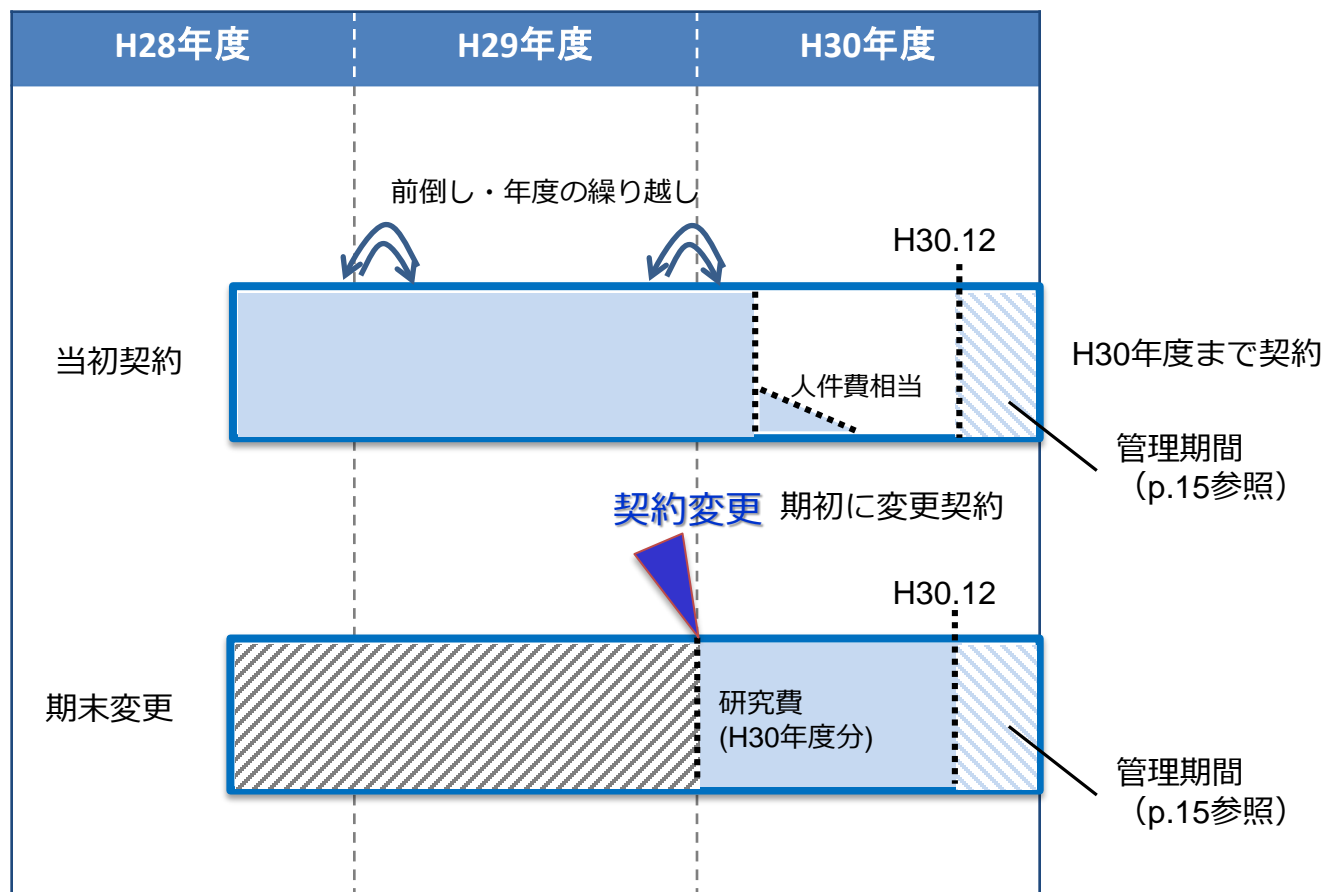 H28年度
H29年度
H30年度
前倒し・年度の繰り越し
H30.12
当初契約
人件費相当
H30年度まで契約
管理期間
（p.15参照）
契約変更 期初に変更契約
H30.12
期末変更
研究費
(H30年度分)
管理期間
（p.15参照）